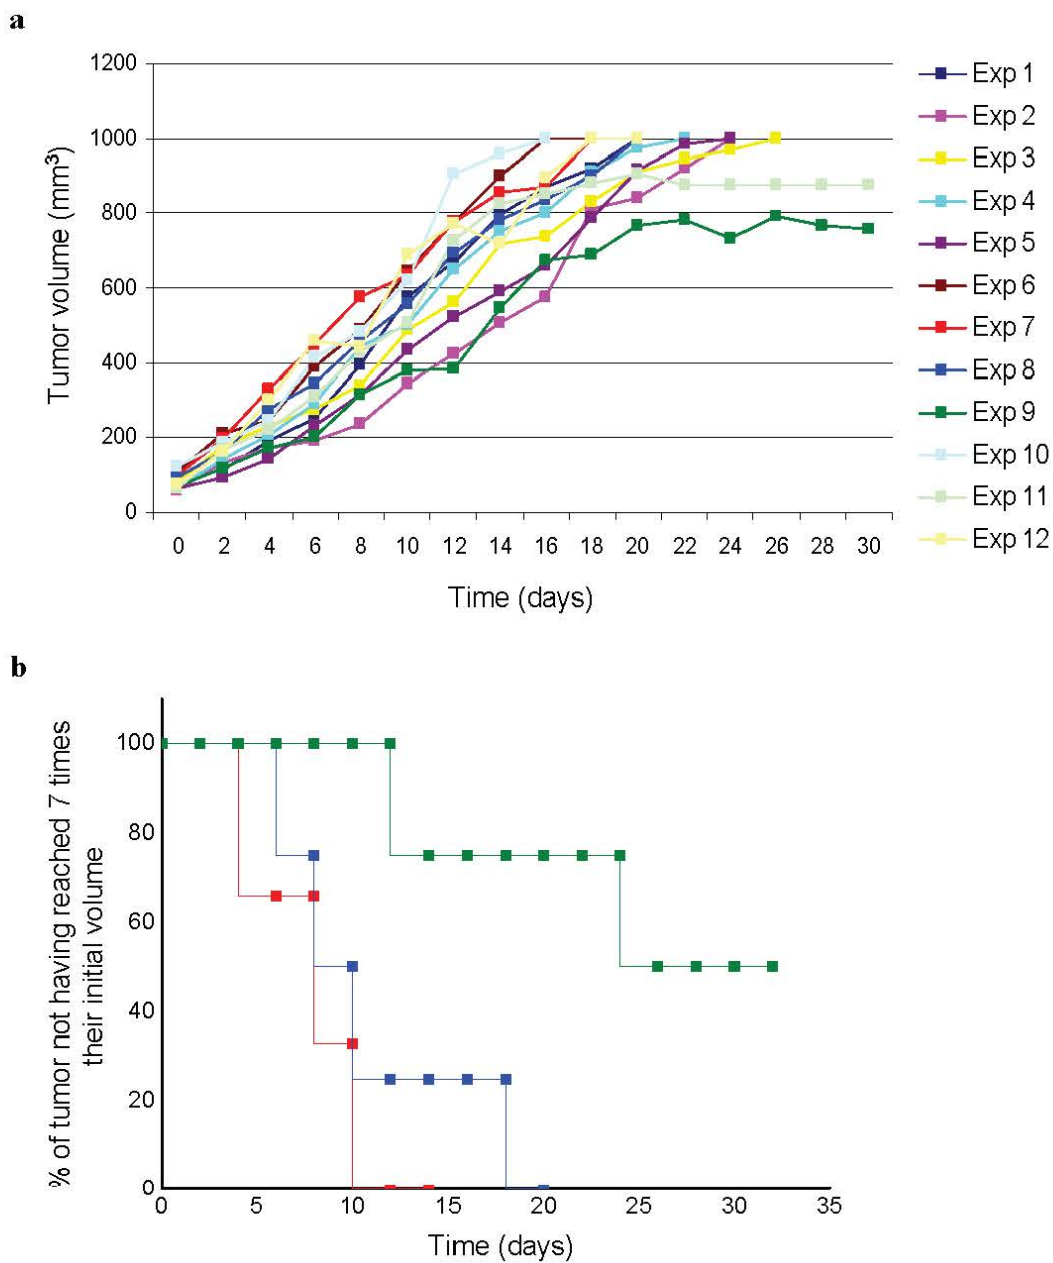 a
1200
1000
800
600
400
200
0
Tumor volume (mm³)
0 2 4 6 8 10 12 14 16 18 20 22 24 26 28 30
Time (days)
Exp 1
Exp 2
Exp 3
Exp 4
Exp 5
Exp 6
Exp 7
Exp 8
Exp 9
Exp 10
Exp 11
Exp 12
b
% of tumor not having reached 7 times
their initial volume
100
80
60
40
20
0
0 5 10 15 20 25 30 35
Time (days)